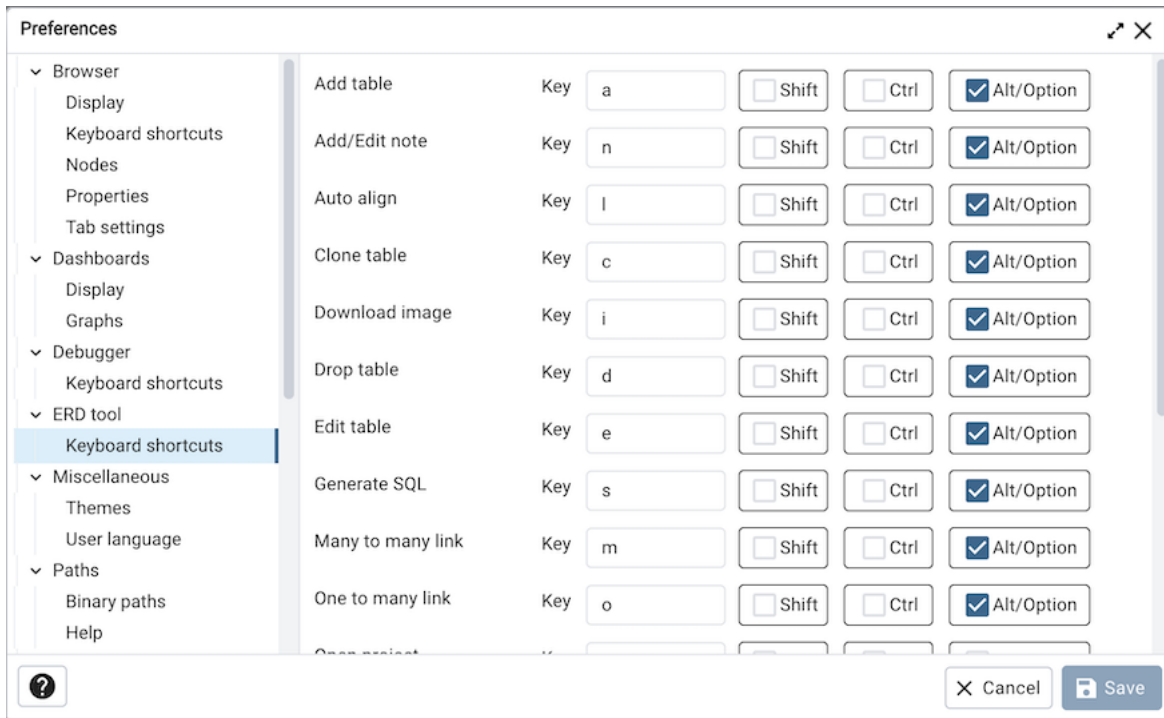 Preferences
Browser
Display
Keyboard shortcuts
Nodes
Properties
Tab settings
Dashboards
Display
Graphs
Debugger
Keyboard shortcuts
ERD tool
Keyboard shortcuts
Miscellaneous
Themes
User language
Paths
Binary paths
Help
Add table Key a Shift Ctrl Alt/Option
Add/Edit note Key n Shift Ctrl Alt/Option
Auto align Key l Shift Ctrl Alt/Option
Clone table Key c Shift Ctrl Alt/Option
Download image Key i Shift Ctrl Alt/Option
Drop table Key d Shift Ctrl Alt/Option
Edit table Key e Shift Ctrl Alt/Option
Generate SQL Key s Shift Ctrl Alt/Option
Many to many link Key m Shift Ctrl Alt/Option
One to many link Key o Shift Ctrl Alt/Option
Open project
? Cancel Save